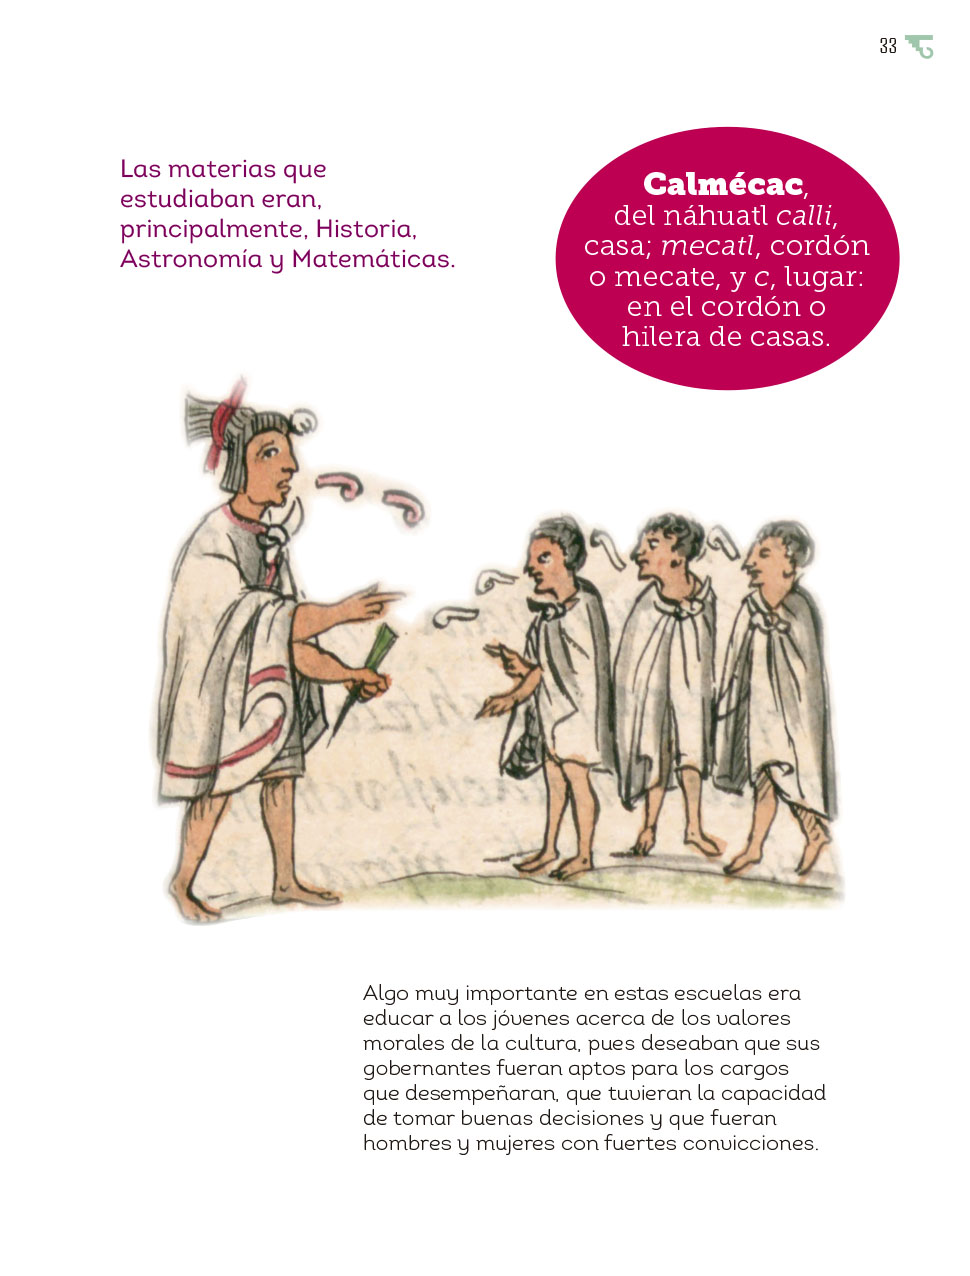 33
Las materias que
estudiaban eran,
principalmente, Historia,
Astronomía y Matemáticas.
Calmécac,
del náhuatl calli,
casa; mecatl, cordón
o mecate, y c, lugar:
en el cordón o
hilera de casas.
Algo muy importante en estas escuelas era
educar a los jóvenes acerca de los valores
morales de la cultura, pues deseaban que sus
gobernantes fueran aptos para los cargos
que desempeñaran, que tuvieran la capacidad
de tomar buenas decisiones y que fueran
hombres y mujeres con fuertes convicciones.